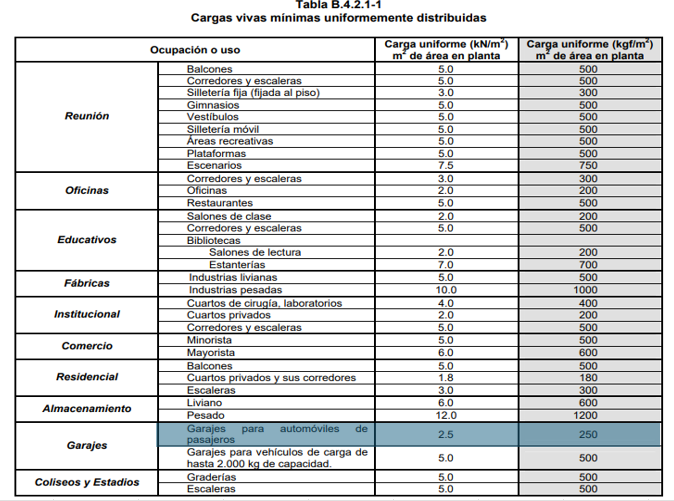 Tabla B.4.2.1-1
Cargas vivas mínimas uniformemente distribuidas
Ocupación o uso
Carga uniforme (kN/m²)
m² de área en planta
Carga uniforme (kgf/m²)
m² de área en planta
Reunión
Balcones 5.0 500
Corredores y escaleras 5.0 500
Silletería fija (fijada al piso) 3.0 300
Gimnasios 5.0 500
Vestíbulos 5.0 500
Silletería móvil 5.0 500
Áreas recreativas 5.0 500
Plataformas 5.0 500
Escenarios 7.5 750
Oficinas
Corredores y escaleras 3.0 300
Oficinas 2.0 200
Restaurantes 5.0 500
Educativos
Salones de clase 2.0 200
Corredores y escaleras 5.0 500
Bibliotecas
Salones de lectura 2.0 200
Estanterías 7.0 700
Fábricas
Industrias livianas 5.0 500
Industrias pesadas 10.0 1000
Institucional
Cuartos de cirugía, laboratorios 4.0 400
Cuartos privados 2.0 200
Corredores y escaleras 5.0 500
Comercio
Minorista 5.0 500
Mayorista 6.0 600
Residencial
Balcones 5.0 500
Cuartos privados y sus corredores 1.8 180
Escaleras 3.0 300
Almacenamiento
Liviano 6.0 600
Pesado 12.0 1200
Garajes
Garajes para automóviles de
pasajeros 2.5 250
Garajes para vehículos de carga de
hasta 2.000 kg de capacidad. 5.0 500
Coliseos y Estadios
Graderías 5.0 500
Escaleras 5.0 500